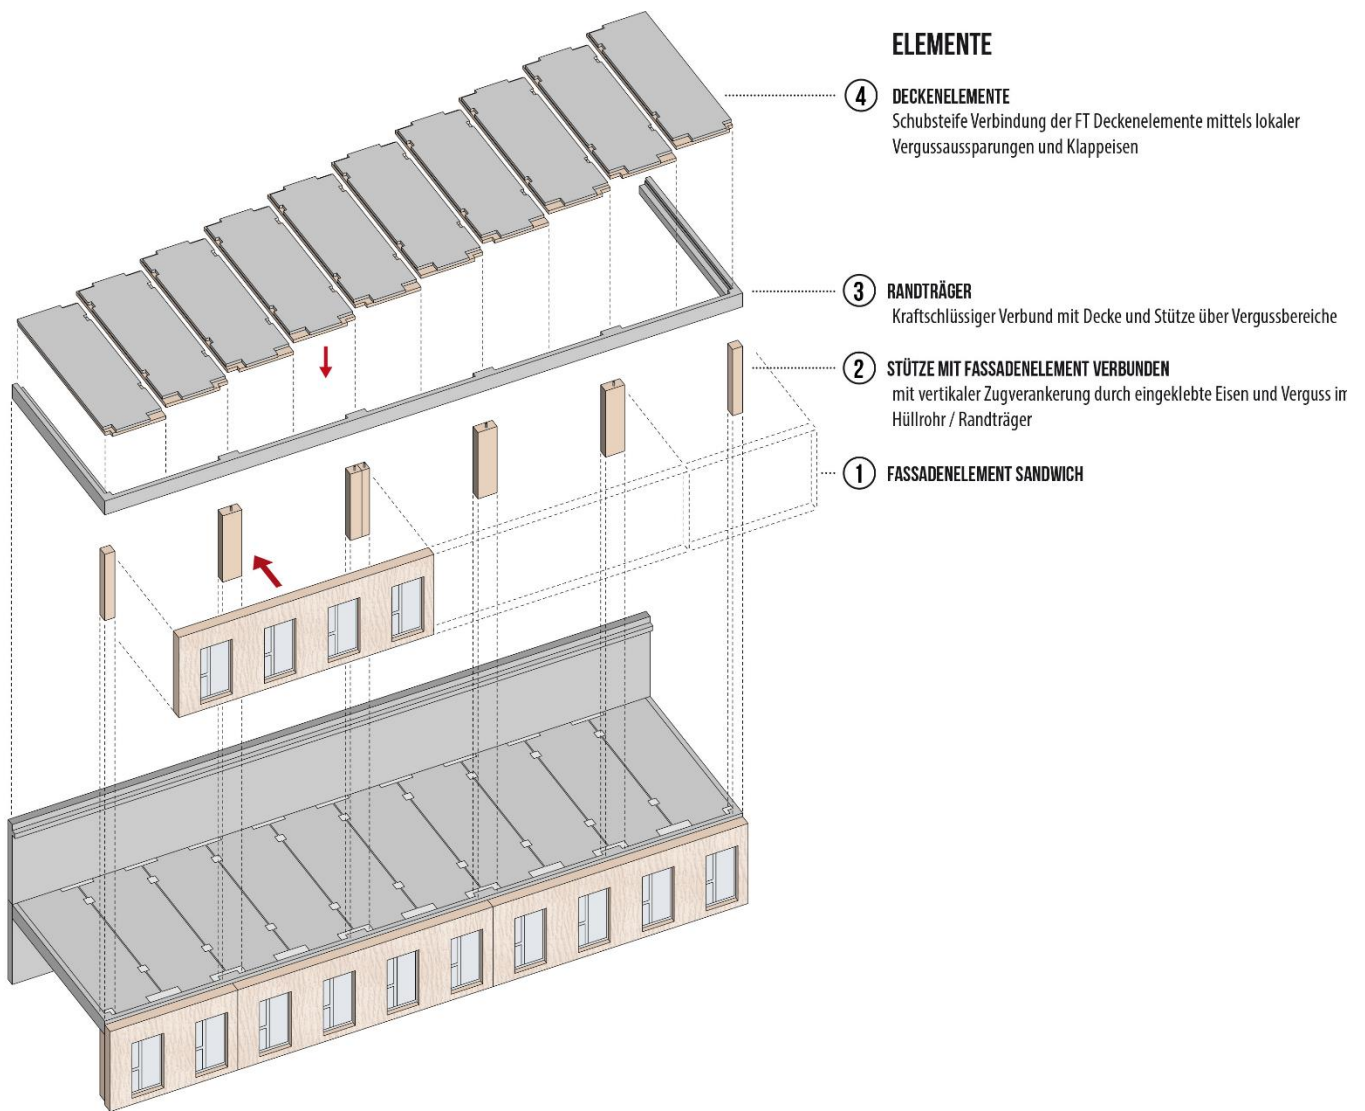 ELEMENTE
4 DECKENELEMENTE
Schubsteife Verbindung der FT Deckenelemente mittels lokaler
Vergussaussparungen und Klappeisen
3 RANDTRÄGER
Kraftschlüssiger Verbund mit Decke und Stütze über Vergussbereiche
2 STÜTZE MIT FASSADENELEMENT VERBUNDEN
mit vertikaler Zugverankerung durch eingeklebte Eisen und Verguss im
Hüllrohr / Randträger
1 FASSADENELEMENT SANDWICH